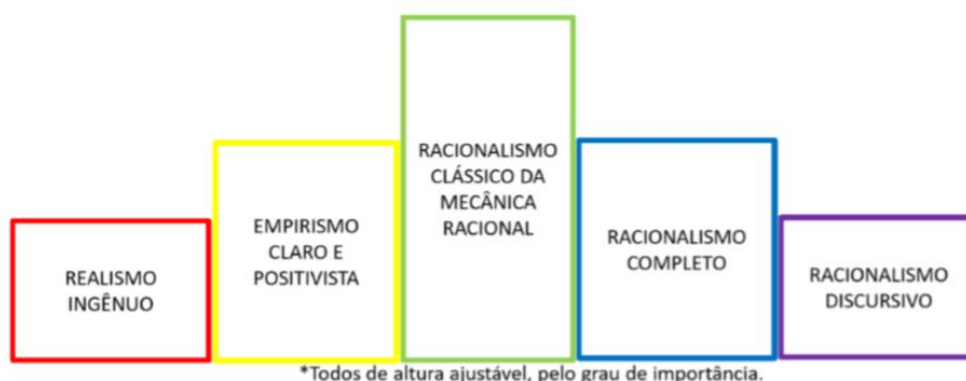 REALISMO
INGÊNUO
EMPIRISMO
CLARO E
POSITIVISTA
RACIONALISMO
CLÁSSICO DA
MECÂNICA
RACIONAL
RACIONALISMO
COMPLETO
RACIONALISMO
DISCURSIVO
*Todos de altura ajustável, pelo grau de importância.